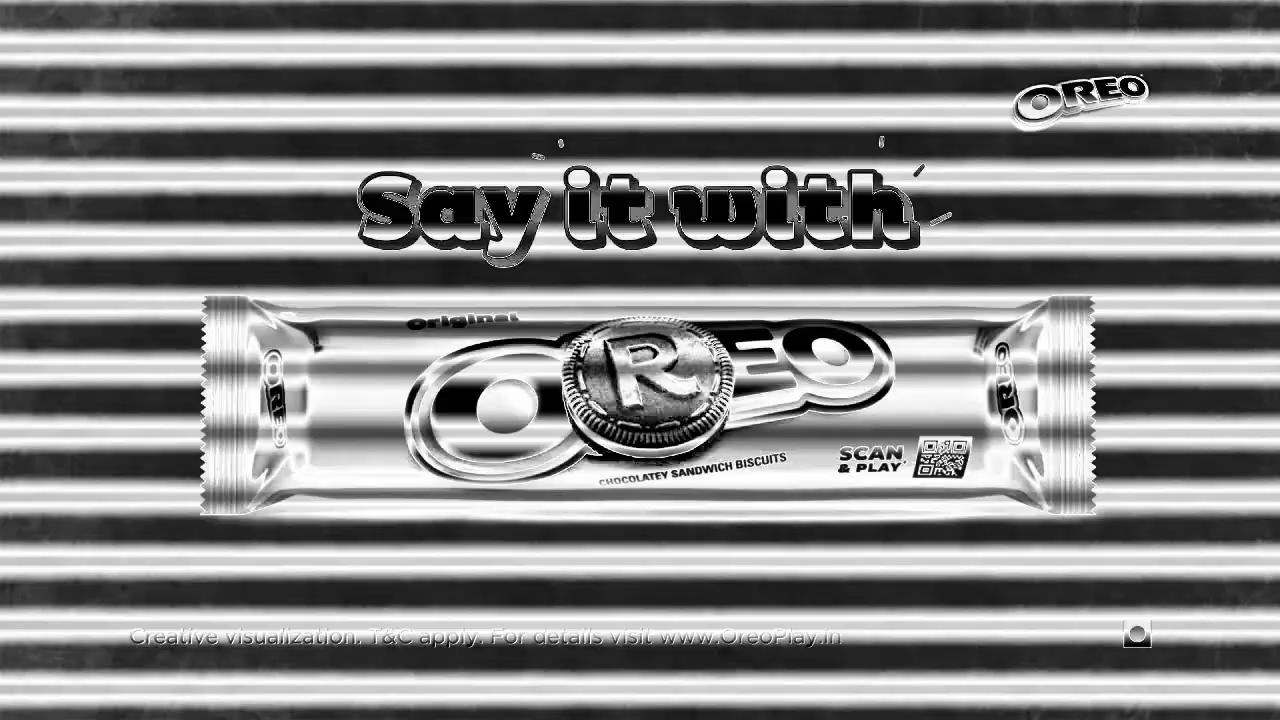 OREO
Say it with
Original
OREO
R
OREO
OREO
CHOCOLATEY SANDWICH BISCUITS
SCAN
& PLAY
Creative visualization. T&C apply. For details visit www.OreoPlay.in